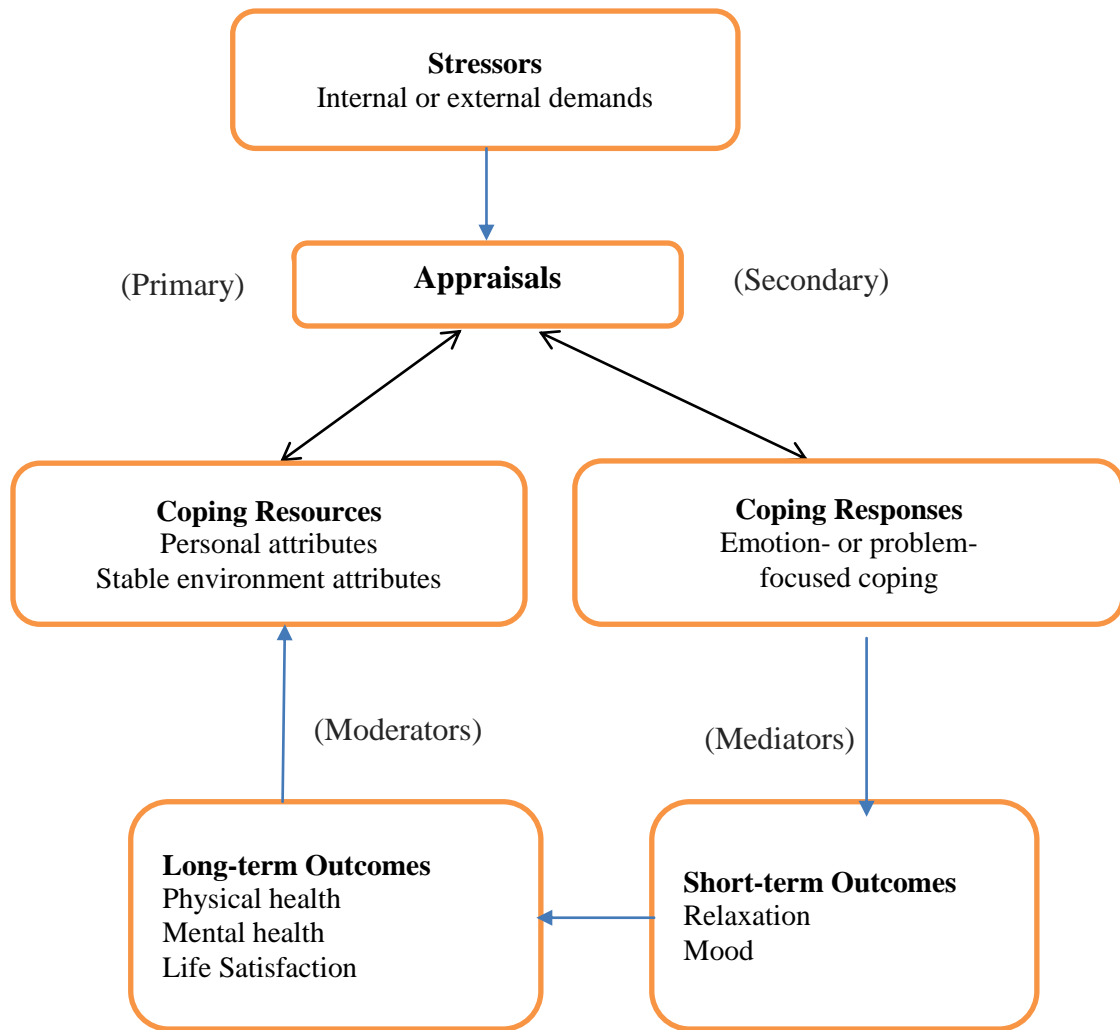 Stressors
Internal or external demands
(Primary)
Appraisals
(Secondary)
Coping Resources
Personal attributes
Stable environment attributes
Coping Responses
Emotion- or problem-
focused coping
(Moderators)
(Mediators)
Long-term Outcomes
Physical health
Mental health
Life Satisfaction
Short-term Outcomes
Relaxation
Mood